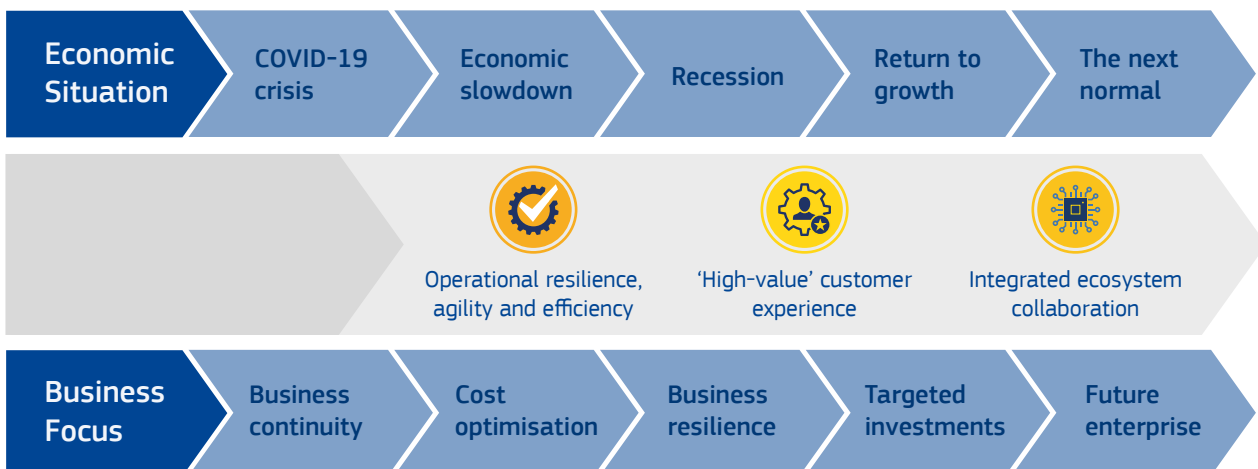 Economic
Situation
COVID-19
crisis
Economic
slowdown
Recession
Return to
growth
The next
normal
Operational resilience,
agility and efficiency
‘High-value’ customer
experience
Integrated ecosystem
collaboration
Business
Focus
Business
continuity
Cost
optimisation
Business
resilience
Targeted
investments
Future
enterprise